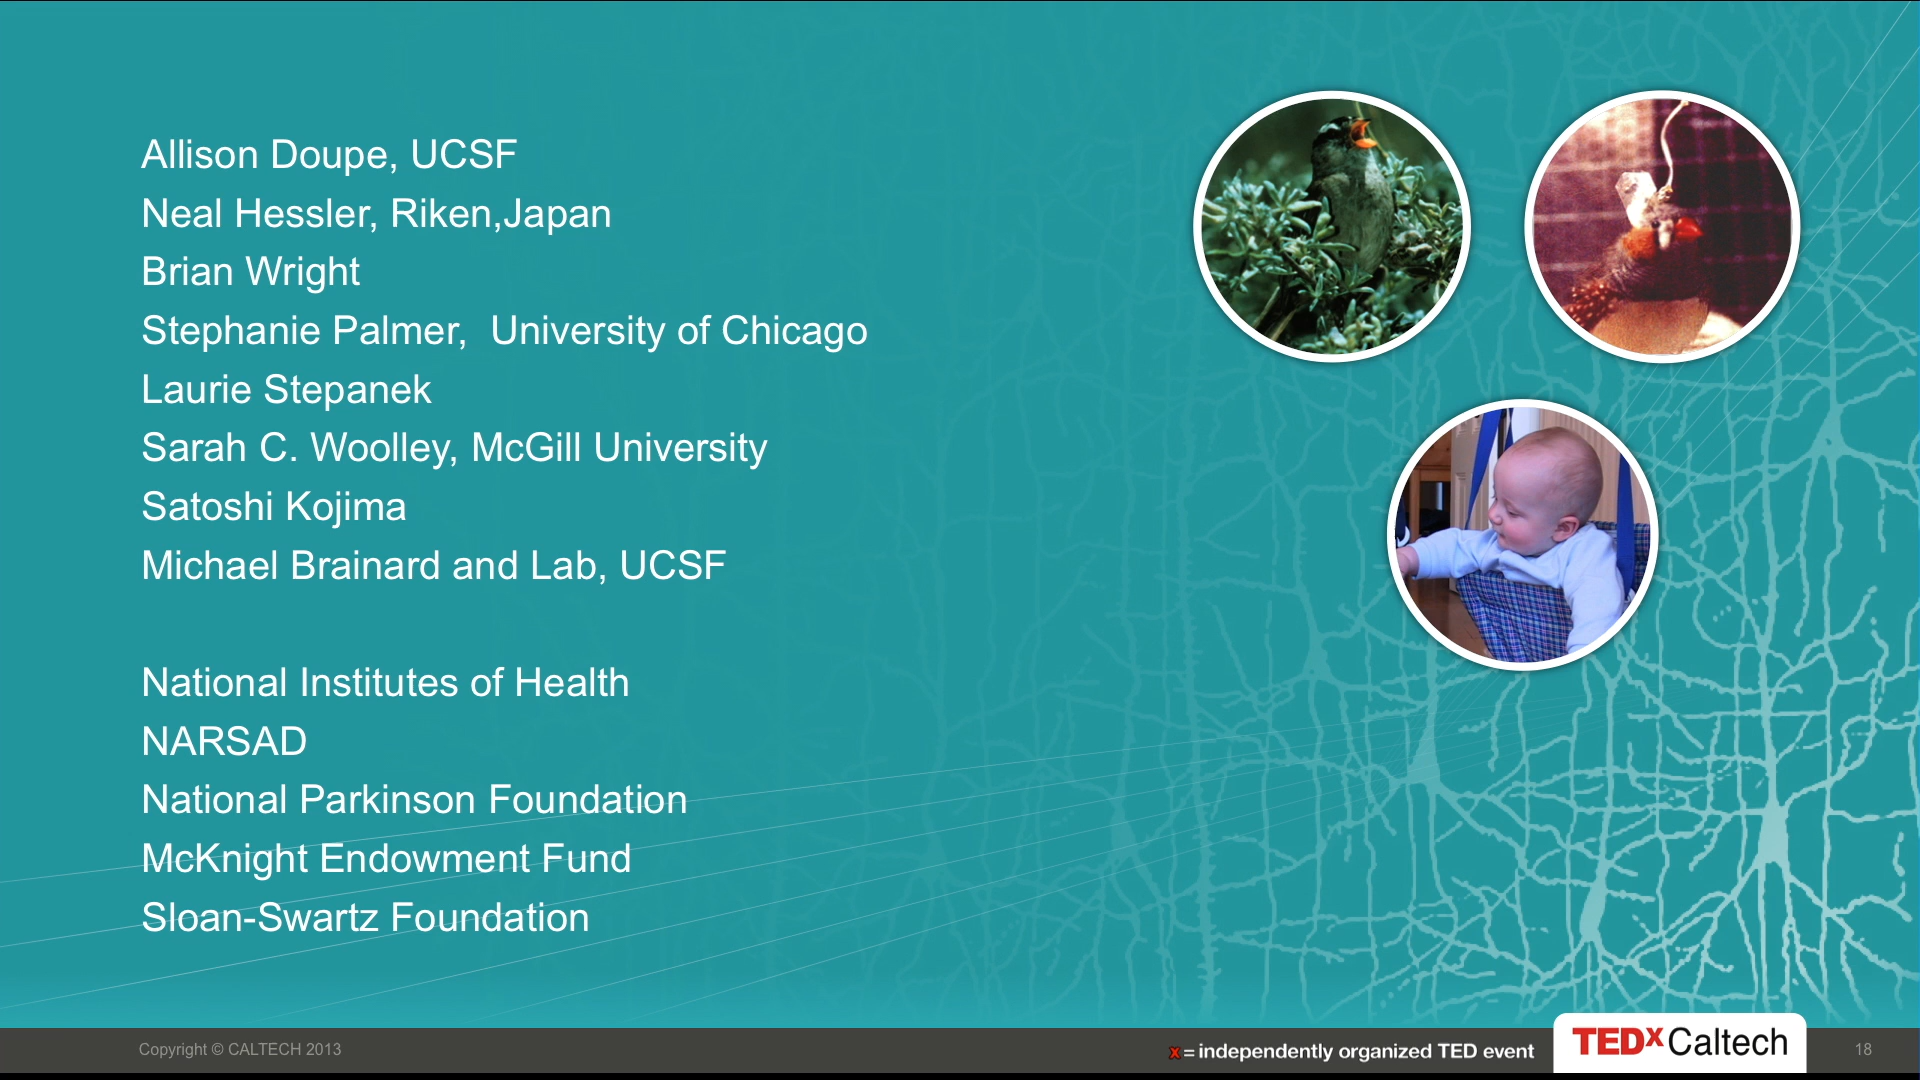 Allison Doupe, UCSF
Neal Hessler, Riken,Japan
Brian Wright
Stephanie Palmer,  University of Chicago
Laurie Stepanek
Sarah C. Woolley, McGill University
Satoshi Kojima
Michael Brainard and Lab, UCSF
National Institutes of Health
NARSAD
National Parkinson Foundation
McKnight Endowment Fund
Sloan-Swartz Foundation
Copyright © CALTECH 2013
x = independently organized TED event
TEDx Caltech
18